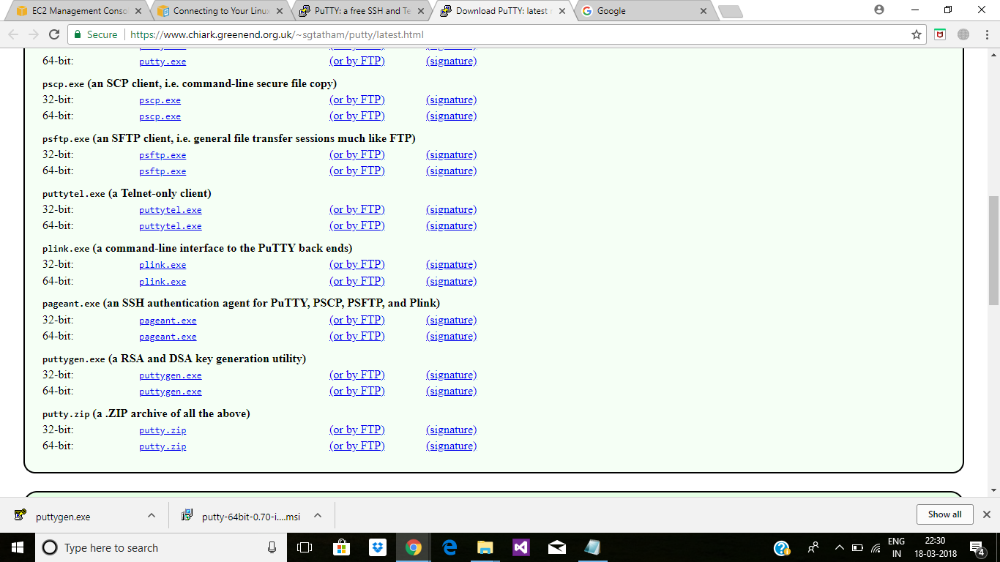 EC2 Management Conso
Connecting to Your Linux
PuTTY: a free SSH and Te
Download PuTTY: latest r
Google
Secure https://www.chiark.greenend.org.uk/~sgtatham/putty/latest.html
64-bit: putty.exe (or by FTP) (signature)
pscp.exe (an SCP client, i.e. command-line secure file copy)
32-bit: pscp.exe (or by FTP) (signature)
64-bit: pscp.exe (or by FTP) (signature)
psftp.exe (an SFTP client, i.e. general file transfer sessions much like FTP)
32-bit: psftp.exe (or by FTP) (signature)
64-bit: psftp.exe (or by FTP) (signature)
puttytel.exe (a Telnet-only client)
32-bit: puttytel.exe (or by FTP) (signature)
64-bit: puttytel.exe (or by FTP) (signature)
plink.exe (a command-line interface to the PuTTY back ends)
32-bit: plink.exe (or by FTP) (signature)
64-bit: plink.exe (or by FTP) (signature)
pageant.exe (an SSH authentication agent for PuTTY, PSCP, PSFTP, and Plink)
32-bit: pageant.exe (or by FTP) (signature)
64-bit: pageant.exe (or by FTP) (signature)
puttygen.exe (a RSA and DSA key generation utility)
32-bit: puttygen.exe (or by FTP) (signature)
64-bit: puttygen.exe (or by FTP) (signature)
putty.zip (a .ZIP archive of all the above)
32-bit: putty.zip (or by FTP) (signature)
64-bit: putty.zip (or by FTP) (signature)
puttygen.exe
putty-64bit-0.70-i....msi
Show all
Type here to search
ENG
IN
22:30
18-03-2018
4